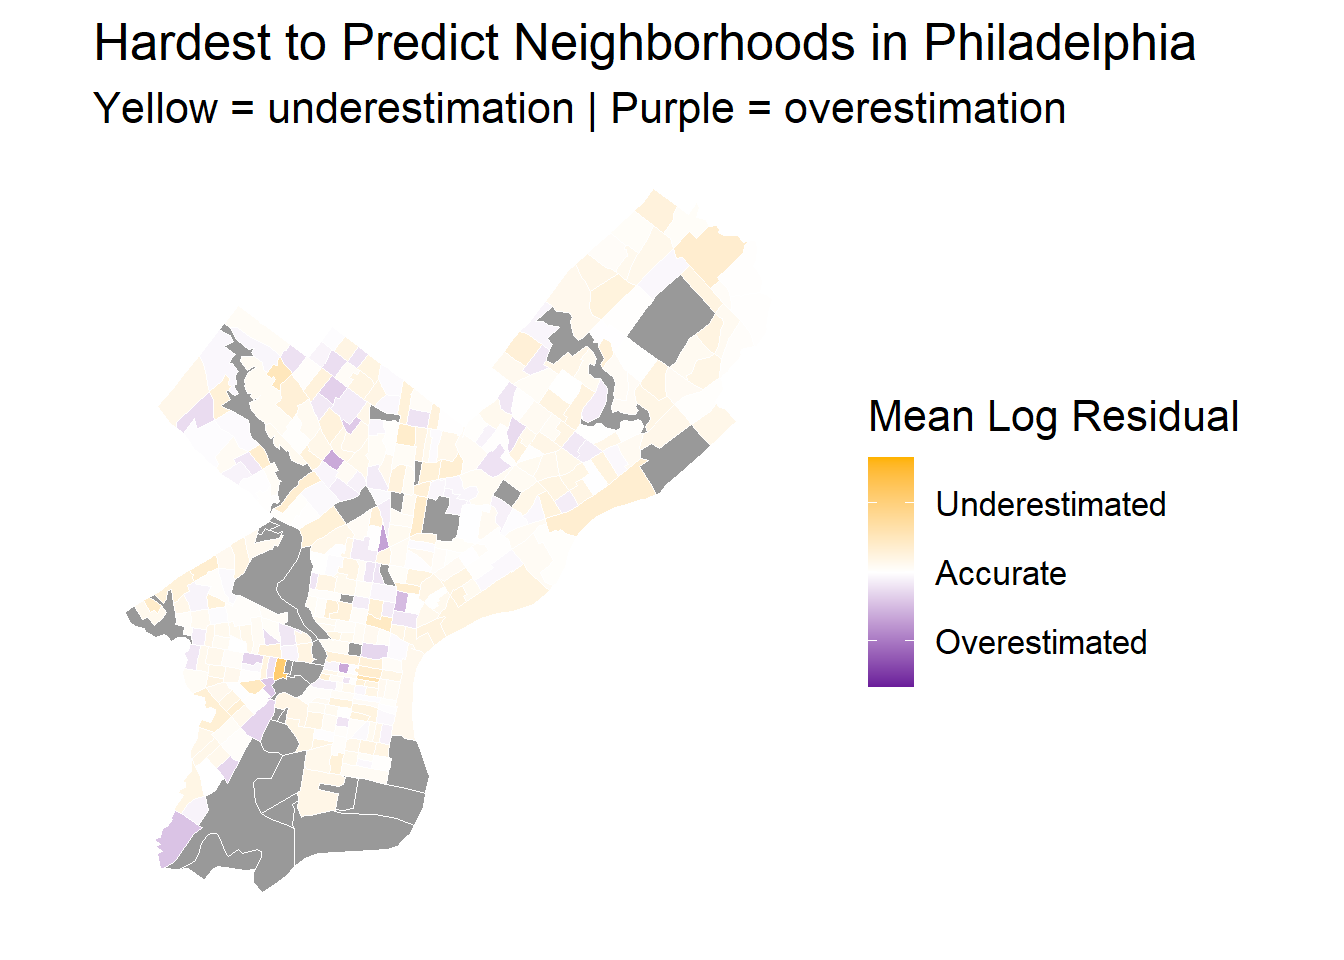 Hardest to Predict Neighborhoods in Philadelphia
Yellow = underestimation | Purple = overestimation
Mean Log Residual
Underestimated
Accurate
Overestimated